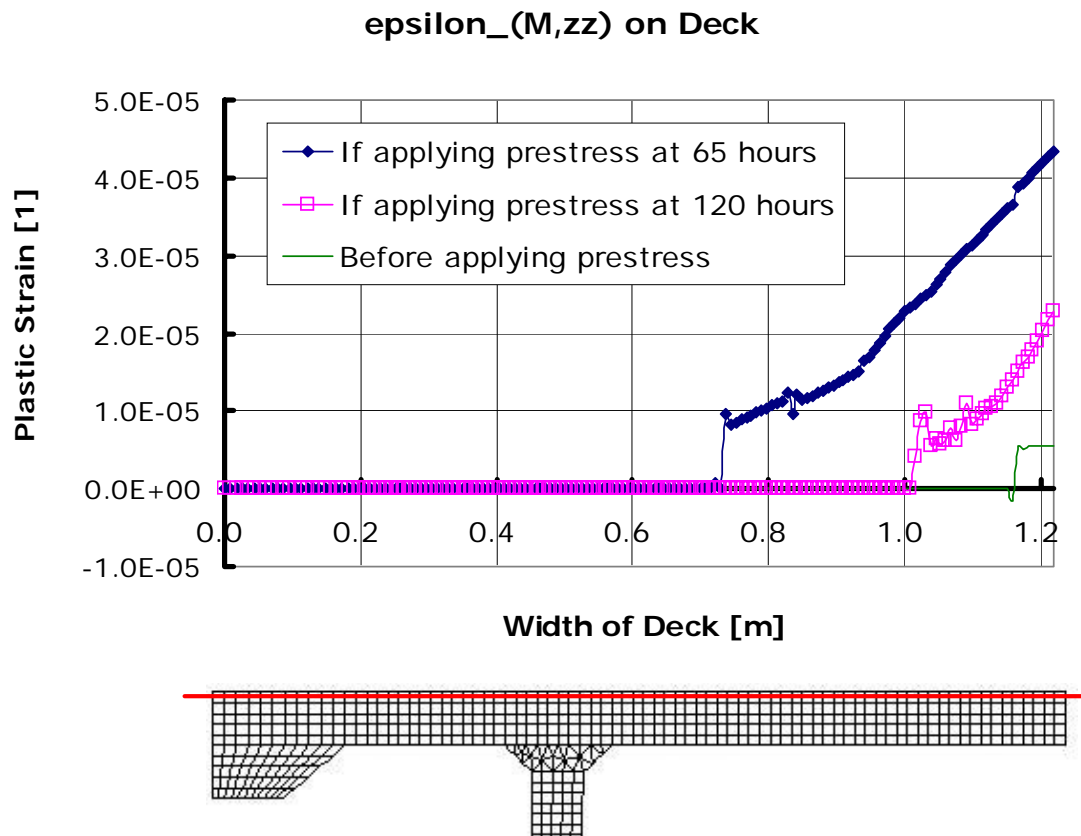 epsilon_(M,zz) on Deck
Plastic Strain [1]
5.0E-05
4.0E-05
3.0E-05
2.0E-05
1.0E-05
0.0E+00
-1.0E-05
If applying prestress at 65 hours
If applying prestress at 120 hours
Before applying prestress
0.0 0.2 0.4 0.6 0.8 1.0 1.2
Width of Deck [m]